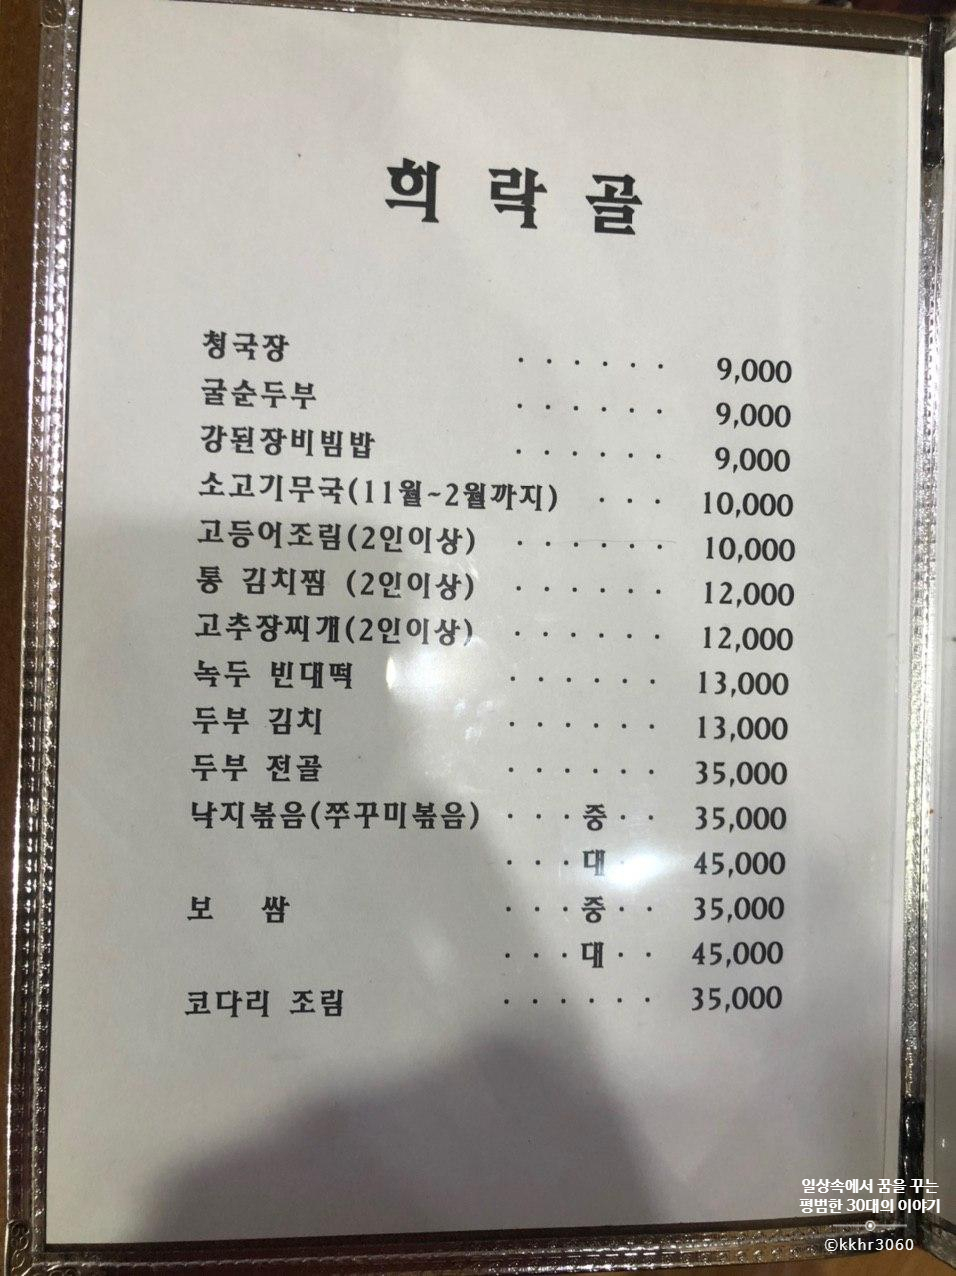 희락골
청국장 · · · · · · 9,000
굴순두부 · · · · · · 9,000
강된장비빔밥 · · · · · · 9,000
소고기무국(11월~2월까지) · · · 10,000
고등어조림(2인이상) · · · · · · 10,000
통 김치찜 (2인이상) · · · · · · 12,000
고추장찌개(2인이상) · · · · · · 12,000
녹두 빈대떡 · · · · · · 13,000
두부 김치 · · · · · · 13,000
두부 전골 · · · · · · 35,000
낙지볶음(쭈꾸미볶음) · · · 중 · · 35,000
· · · 대 · 45,000
보 쌈 · · · 중 · · 35,000
· · · 대 · · 45,000
코다리 조림 · · · · · · 35,000
일상속에서 꿈을 꾸는
평범한 30대의 이야기
©kkhr3060